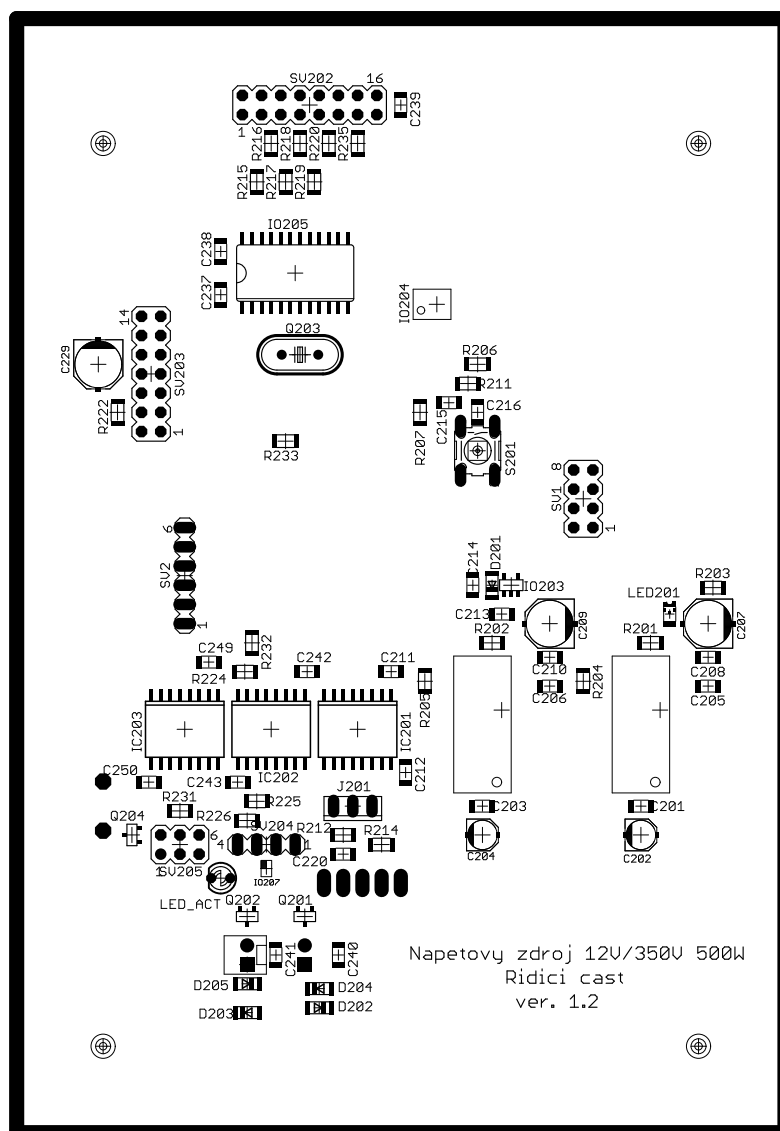 SV202
16
1
C239
R216
R218
R220
R235
R215
R217
R219
IO205
C238
C237
IO204
Q203
14
C229
SV203
R222
1
R206
R211
C215
C216
R207
S201
R233
8
SV1
1
6
SV2
1
C214
D201
IO203
C213
R202
C209
LED201
R203
R201
C207
R232
C249
R224
C242
C211
R205
C210
C206
R204
C208
C205
IC203
IC202
IC201
C250
C243
C212
J201
R231
R225
Q204
R226
SV204
R212
R214
C203
C201
6
4
1
C220
C204
C202
1
SV205
IO207
LED_ACT
Q202
Q201
C241
C240
Napetovy zdroj 12V/350V 500W
Ridici cast
ver. 1.2
D205
D204
D203
D202